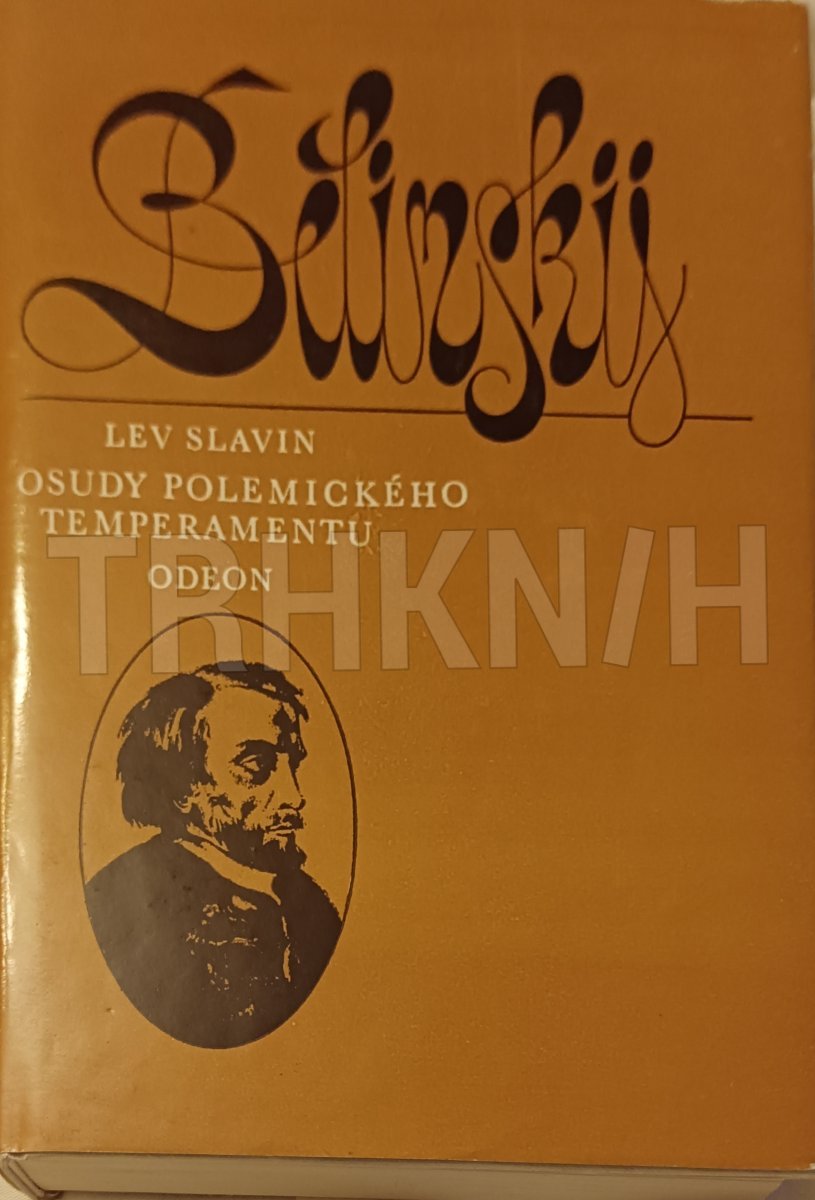 Bělinskij
LEV SLAVIN
OSUDY POLEMICKÉHO
TEMPERAMENTU
ODEON
TRHKNIH